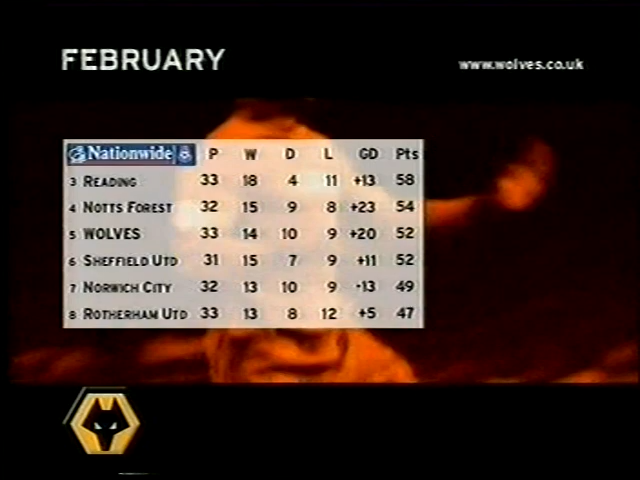 FEBRUARY
www.wolves.co.uk
Nationwide P W D L GD Pts
3 READING 33 18 4 11 +13 58
4 NOTTS FOREST 32 15 9 8 +23 54
5 WOLVES 33 14 10 9 +20 52
6 SHEFFIELD UTD 31 15 7 9 +11 52
7 NORWICH CITY 32 13 10 9 +13 49
8 ROTHERHAM UTD 33 13 8 12 +5 47